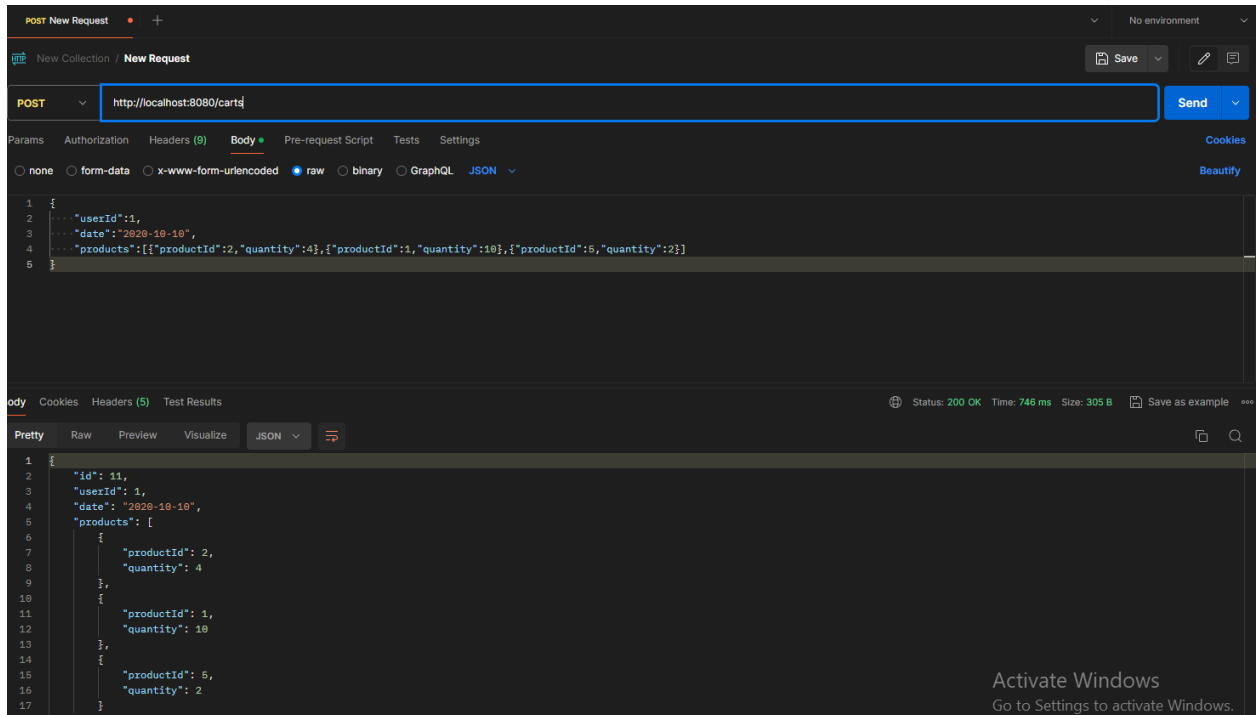 POST New Request
No environment
HTTP New Collection / New Request
Save
POST http://localhost:8080/carts
Send
Params Authorization Headers (9) Body Pre-request Script Tests Settings Cookies
none form-data x-www-form-urlencoded raw binary GraphQL JSON Beautify
1 {
2 ····"userId":1,
3 ····"date":"2020-10-10",
4 ····"products":[{"productId":2,"quantity":4},{"productId":1,"quantity":10},{"productId":5,"quantity":2}]
5 }
ody Cookies Headers (5) Test Results Status: 200 OK Time: 746 ms Size: 305 B Save as example
Pretty Raw Preview Visualize JSON
1 {
2 "id": 11,
3 "userId": 1,
4 "date": "2020-10-10",
5 "products": [
6 {
7 "productId": 2,
8 "quantity": 4
9 },
10 {
11 "productId": 1,
12 "quantity": 10
13 },
14 {
15 "productId": 5,
16 "quantity": 2
17 }
Activate Windows
Go to Settings to activate Windows.